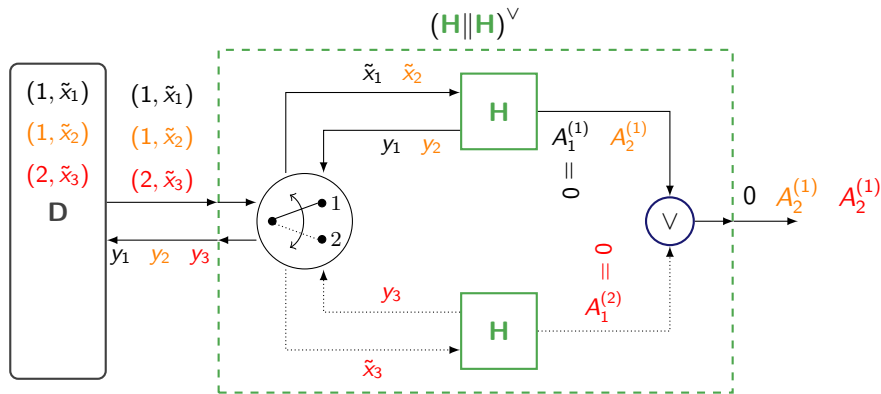 (H‖H)^∨
(1, x̃₁) (1, x̃₁) x̃₁ x̃₂
(1, x̃₂) (1, x̃₂) H
(2, x̃₃) (2, x̃₃) y₁ y₂ A₁⁽¹⁾ A₂⁽¹⁾
= 0
D 1 ∨ 0 A₂⁽¹⁾ A₂⁽¹⁾
2
y₁ y₂ y₃ = 0
y₃ H A₁⁽²⁾
x̃₃